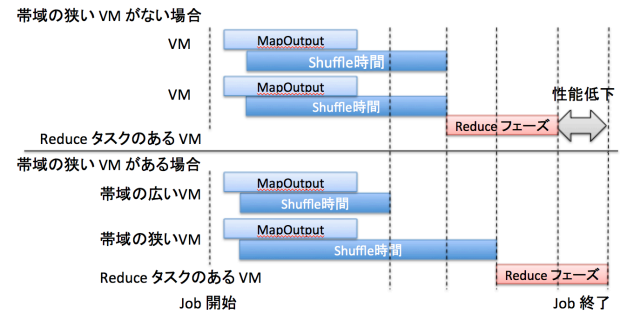 帯域の狭い VM がない場合
VM
MapOutput
Shuffle時間
VM
MapOutput
Shuffle時間
性能低下
Reduce フェーズ
Reduce タスクのある VM
帯域の狭い VM がある場合
帯域の広いVM
MapOutput
Shuffle時間
帯域の狭いVM
MapOutput
Shuffle時間
Reduce タスクのある VM
Reduce フェーズ
Job 開始
Job 終了